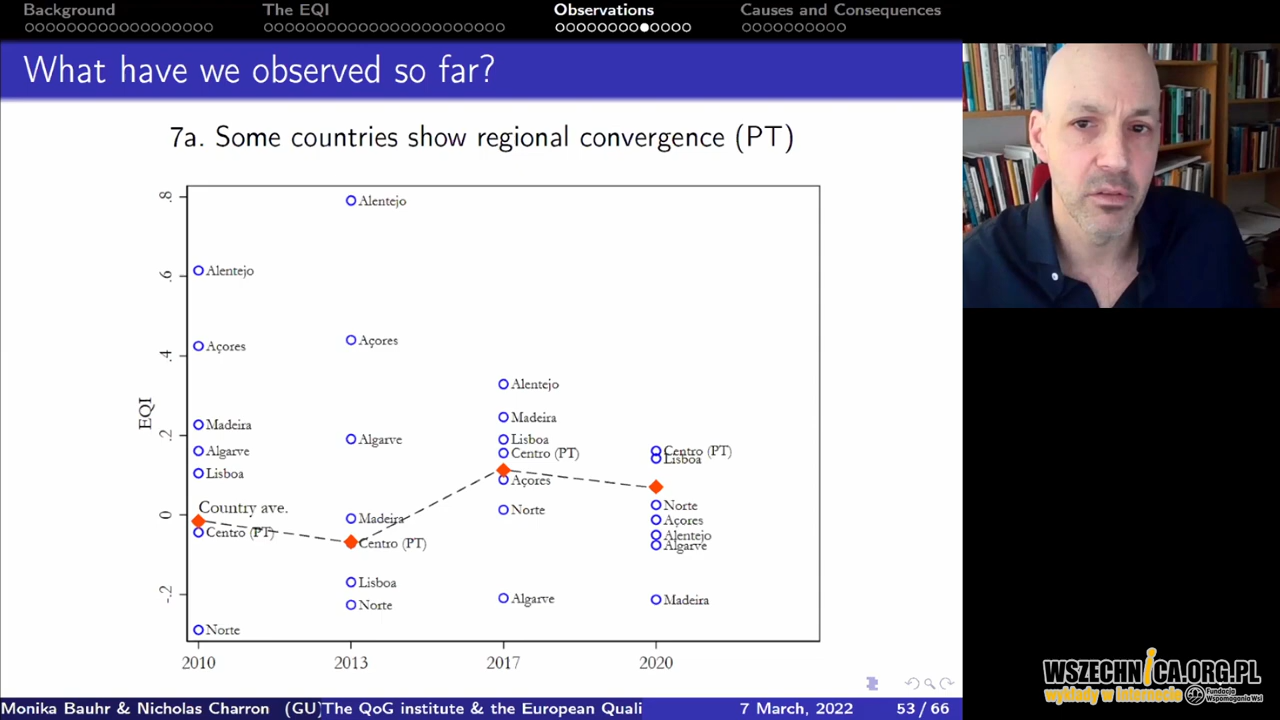 Background The EQI Observations Causes and Consequences
What have we observed so far?
7a. Some countries show regional convergence (PT)
EQI
.8
.6
.4
.2
0
-.2
Alentejo
Açores
Madeira
Algarve
Lisboa
Country ave.
Centro (PT)
Norte
Alentejo
Açores
Algarve
Madeira
Centro (PT)
Lisboa
Norte
Alentejo
Madeira
Lisboa
Centro (PT)
Açores
Norte
Algarve
Centro (PT)
Lisboa
Norte
Açores
Alentejo
Algarve
Madeira
2010 2013 2017 2020
Monika Bauhr & Nicholas Charron (GU) The QoG institute & the European Quali 7 March, 2022 53 / 66
WSZECHNICA.ORG.PL
wykłady w internecie
Fundacja
Wspomagania Wsi